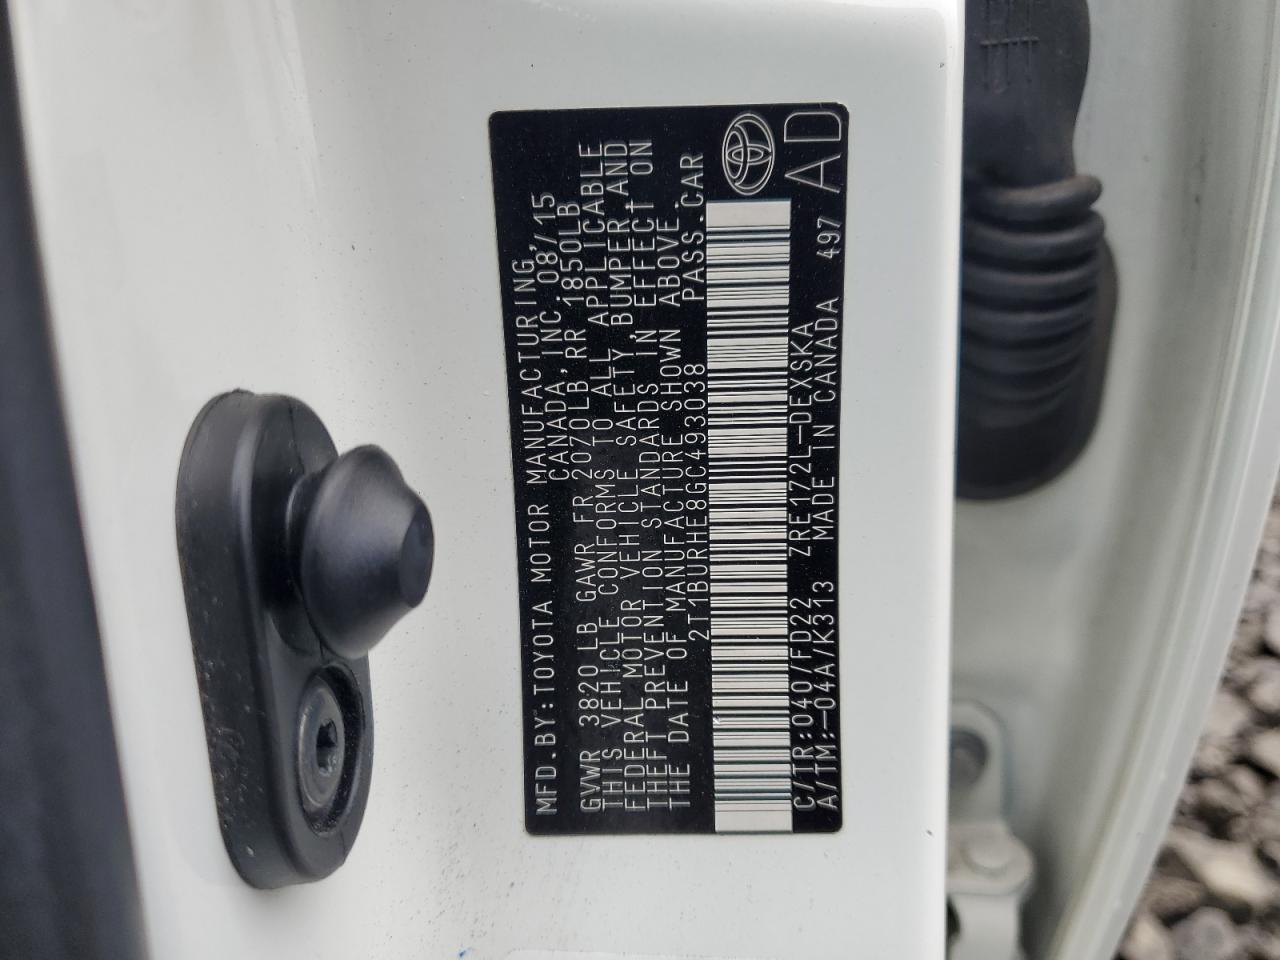 MFD.BY:TOYOTA MOTOR MANUFACTURING,
CANADA,INC. 08/15
GVWR 3820LB GAWR FR 2070LB,RR 1850LB
THIS VEHICLE CONFORMS TO ALL APPLICABLE
FEDERAL MOTOR VEHICLE SAFETY,BUMPER,AND
THEFT PREVENTION STANDARDS IN EFFECT ON
THE DATE OF MANUFACTURE SHOWN ABOVE.
2T1BURHE8GC493038 PASS.CAR
C/TR:040/FD22 ZRE172L-DEXSKA
A/TM:-04A/K313 MADE IN CANADA 497
AD